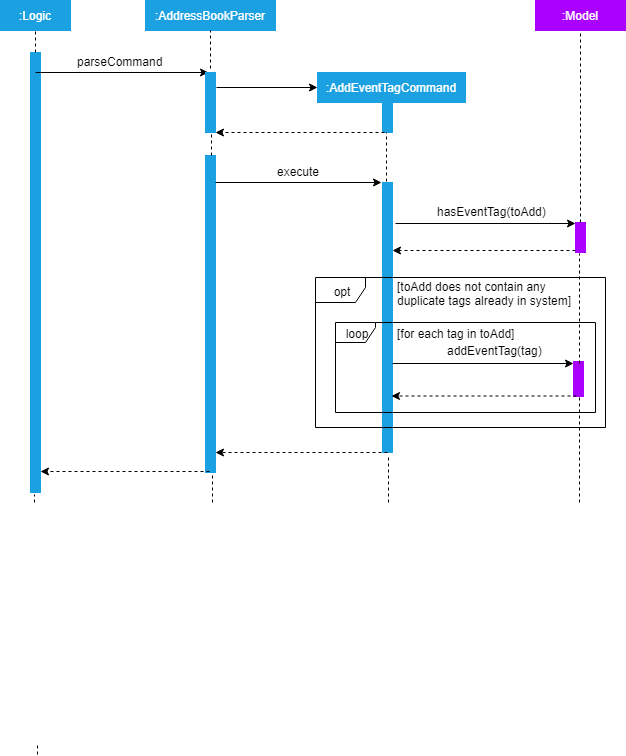 :Logic
:AddressBookParser
:Model
parseCommand
:AddEventTagCommand
execute
hasEventTag(toAdd)
opt
[toAdd does not contain any
duplicate tags already in system]
loop
[for each tag in toAdd]
addEventTag(tag)